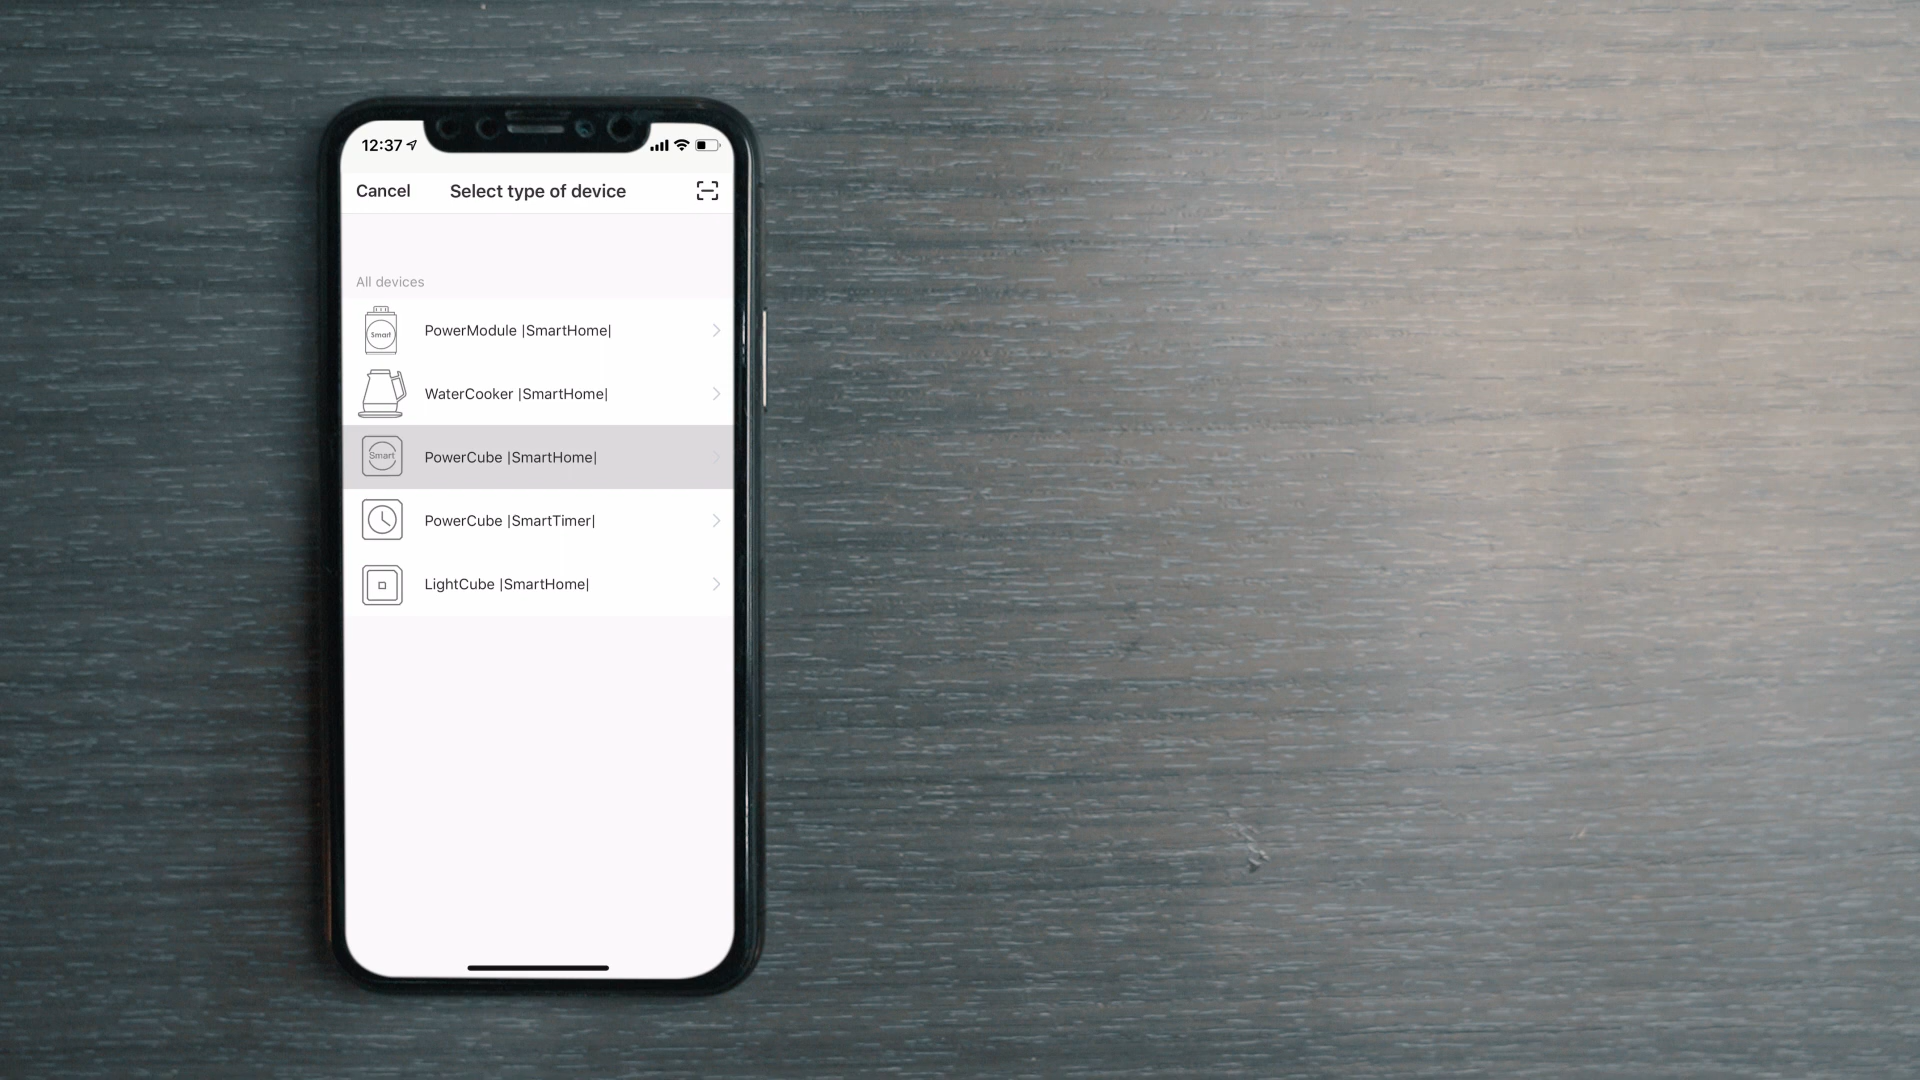 12:37
Cancel
Select type of device
All devices
Smart
PowerModule |SmartHome|
WaterCooker |SmartHome|
Smart
PowerCube |SmartHome|
PowerCube |SmartTimer|
LightCube |SmartHome|